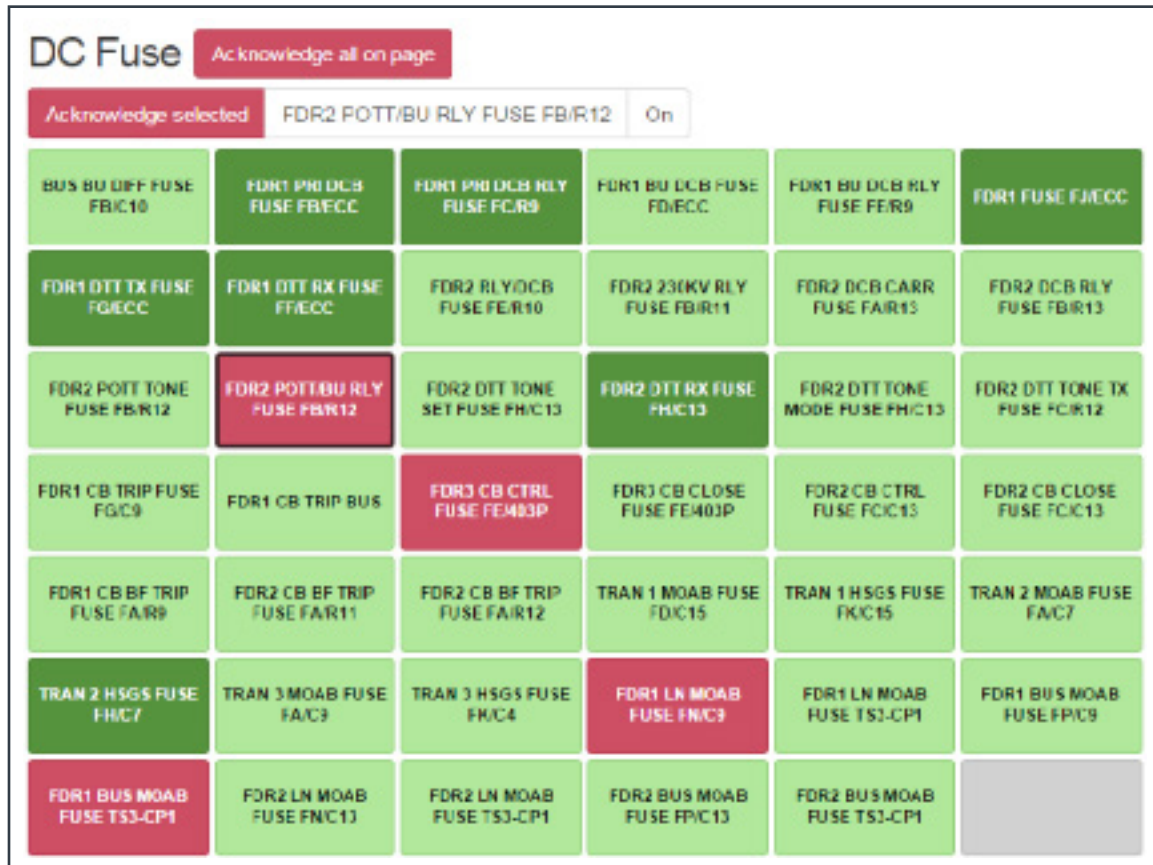 DC Fuse
Acknowledge all on page
Acknowledge selected
FDR2 POTT/BU RLY FUSE FB/R12
On
BUS BU DIFF FUSE
FB/C10
FDR1 PRI DCB
FUSE FB/ECC
FDR1 PRI DCB RLY
FUSE FC/R9
FDR1 BU DCB FUSE
FD/ECC
FDR1 BU DCB RLY
FUSE FE/R9
FDR1 FUSE FJ/ECC
FDR1 DTT TX FUSE
FG/ECC
FDR1 DTT RX FUSE
FF/ECC
FDR2 RLY/DCB
FUSE FE/R10
FDR2 230KV RLY
FUSE FB/R11
FDR2 DCB CARR
FUSE FA/R13
FDR2 DCB RLY
FUSE FB/R13
FDR2 POTT TONE
FUSE FB/R12
FDR2 POTT/BU RLY
FUSE FB/R12
FDR2 DTT TONE
SET FUSE FH/C13
FDR2 DTT RX FUSE
FH/C13
FDR2 DTT TONE
MODE FUSE FH/C13
FDR2 DTT TONE TX
FUSE FC/R12
FDR1 CB TRIP FUSE
FG/C9
FDR1 CB TRIP BUS
FDR3 CB CTRL
FUSE FE/403P
FDR3 CB CLOSE
FUSE FE/403P
FDR2 CB CTRL
FUSE FC/C13
FDR2 CB CLOSE
FUSE FC/C13
FDR1 CB BF TRIP
FUSE FA/R9
FDR2 CB BF TRIP
FUSE FA/R11
FDR2 CB BF TRIP
FUSE FA/R12
TRAN 1 MOAB FUSE
FD/C15
TRAN 1 HSGS FUSE
FK/C15
TRAN 2 MOAB FUSE
FA/C7
TRAN 2 HSGS FUSE
FH/C7
TRAN 3 MOAB FUSE
FA/C9
TRAN 3 HSGS FUSE
FK/C4
FDR1 LN MOAB
FUSE FN/C9
FDR1 LN MOAB
FUSE TS3-CP1
FDR1 BUS MOAB
FUSE FP/C9
FDR1 BUS MOAB
FUSE TS3-CP1
FDR2 LN MOAB
FUSE FN/C13
FDR2 LN MOAB
FUSE TS3-CP1
FDR2 BUS MOAB
FUSE FP/C13
FDR2 BUS MOAB
FUSE TS3-CP1